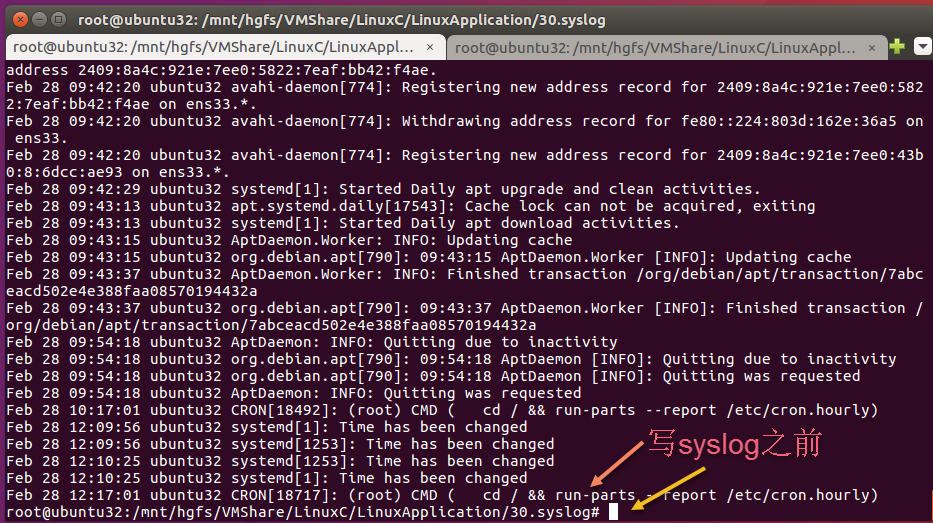 root@ubuntu32: /mnt/hgfs/VMShare/LinuxC/LinuxApplication/30.syslog
root@ubuntu32: /mnt/hgfs/VMShare/LinuxC/LinuxAppl... × root@ubuntu32: /mnt/hgfs/VMShare/LinuxC/LinuxAppl... ×
address 2409:8a4c:921e:7ee0:5822:7eaf:bb42:f4ae.
Feb 28 09:42:20 ubuntu32 avahi-daemon[774]: Registering new address record for 2409:8a4c:921e:7ee0:582
2:7eaf:bb42:f4ae on ens33.*.
Feb 28 09:42:20 ubuntu32 avahi-daemon[774]: Withdrawing address record for fe80::224:803d:162e:36a5 on
 ens33.
Feb 28 09:42:20 ubuntu32 avahi-daemon[774]: Registering new address record for 2409:8a4c:921e:7ee0:43b
0:8:6dcc:ae93 on ens33.*.
Feb 28 09:42:29 ubuntu32 systemd[1]: Started Daily apt upgrade and clean activities.
Feb 28 09:43:13 ubuntu32 apt.systemd.daily[17543]: Cache lock can not be acquired, exiting
Feb 28 09:43:13 ubuntu32 systemd[1]: Started Daily apt download activities.
Feb 28 09:43:15 ubuntu32 AptDaemon.Worker: INFO: Updating cache
Feb 28 09:43:15 ubuntu32 org.debian.apt[790]: 09:43:15 AptDaemon.Worker [INFO]: Updating cache
Feb 28 09:43:37 ubuntu32 AptDaemon.Worker: INFO: Finished transaction /org/debian/apt/transaction/7abc
eacd502e4e388faa08570194432a
Feb 28 09:43:37 ubuntu32 org.debian.apt[790]: 09:43:37 AptDaemon.Worker [INFO]: Finished transaction /
org/debian/apt/transaction/7abceacd502e4e388faa08570194432a
Feb 28 09:54:18 ubuntu32 AptDaemon: INFO: Quitting due to inactivity
Feb 28 09:54:18 ubuntu32 org.debian.apt[790]: 09:54:18 AptDaemon [INFO]: Quitting due to inactivity
Feb 28 09:54:18 ubuntu32 org.debian.apt[790]: 09:54:18 AptDaemon [INFO]: Quitting was requested
Feb 28 09:54:18 ubuntu32 AptDaemon: INFO: Quitting was requested
Feb 28 10:17:01 ubuntu32 CRON[18492]: (root) CMD (   cd / && run-parts --report /etc/cron.hourly)
Feb 28 12:09:56 ubuntu32 systemd[1]: Time has been changed
Feb 28 12:09:56 ubuntu32 systemd[1253]: Time has been changed
Feb 28 12:10:25 ubuntu32 systemd[1253]: Time has been changed
Feb 28 12:10:25 ubuntu32 systemd[1]: Time has been changed
写syslog之前
Feb 28 12:17:01 ubuntu32 CRON[18717]: (root) CMD (   cd / && run-parts --report /etc/cron.hourly)
root@ubuntu32:/mnt/hgfs/VMShare/LinuxC/LinuxApplication/30.syslog#